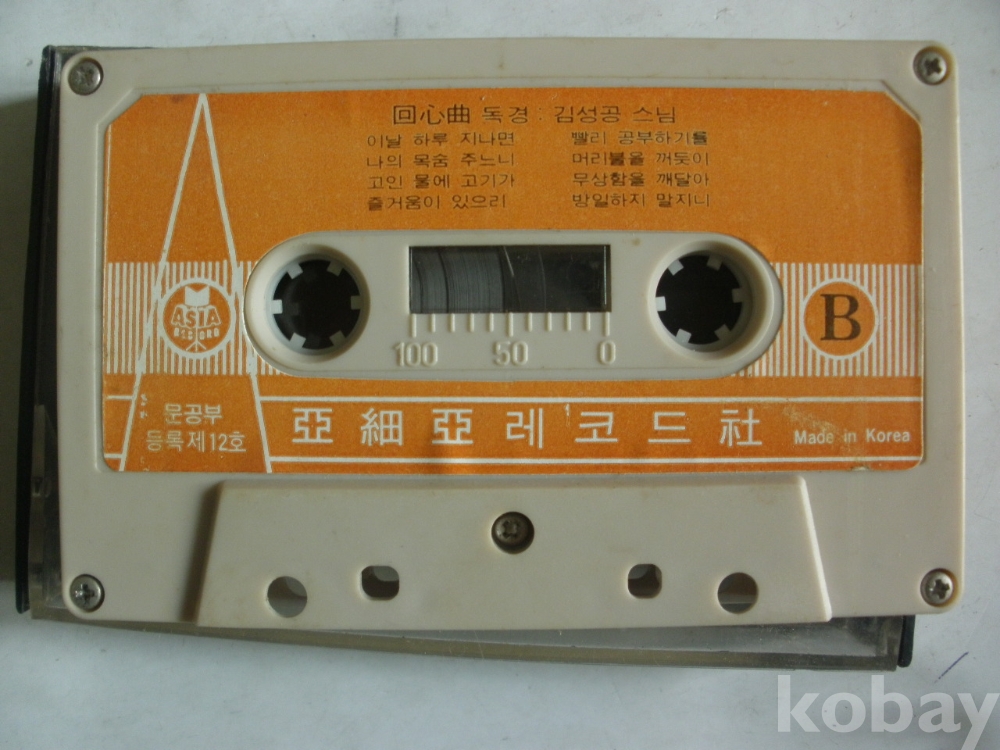 回心曲 독경 : 김성공 스님
이날 하루 지나면
나의 목숨 주느니
고인 물에 고기가
즐거움이 있으리
빨리 공부하기를
머리불을 깨듯이
무상함을 깨달아
방일하지 말지니
ASIA
RECORD
B
100 50 0
문공부
등록제12호
亞細亞레코드社
Made in Korea
kobay